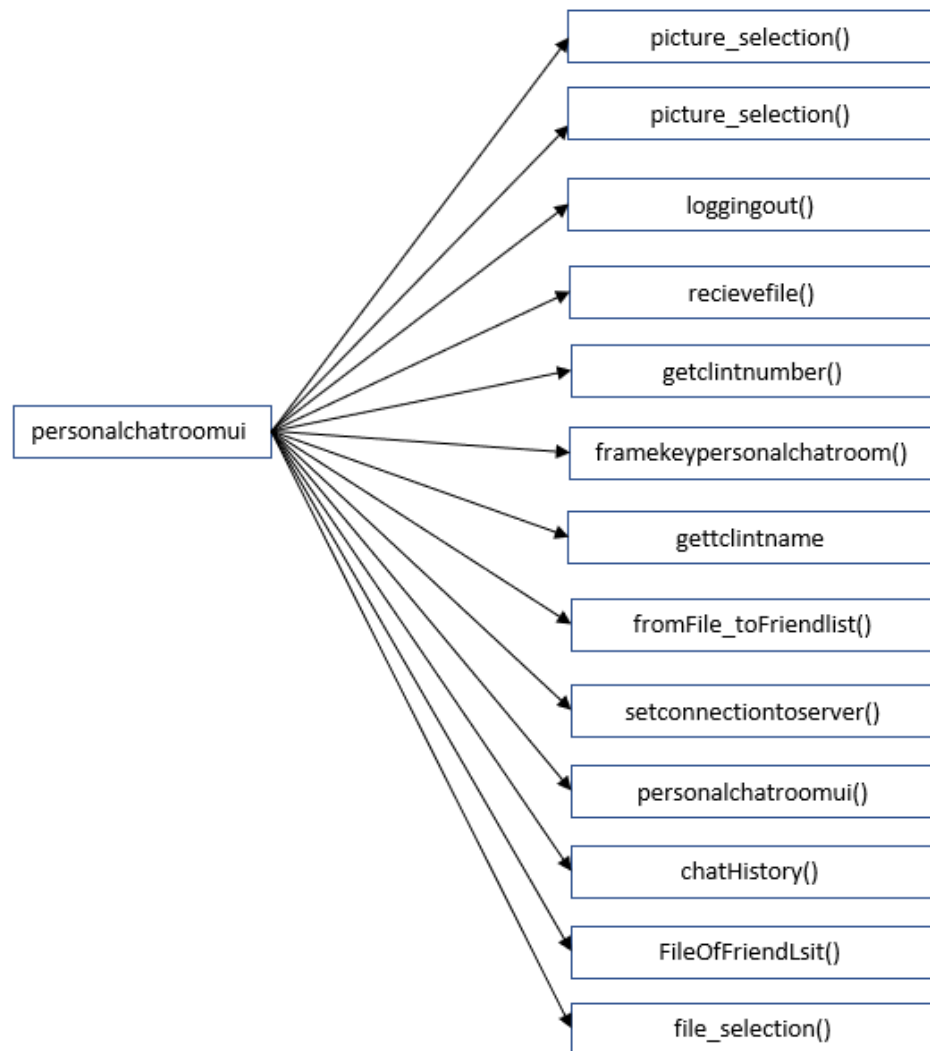 picture_selection()
picture_selection()
loggingout()
recievefile()
getclintnumber()
personalchatroomui
framekeypersonalchatroom()
gettclintname
fromFile_toFriendlist()
setconnectiontoserver()
personalchatroomui()
chatHistory()
FileOfFriendLsit()
file_selection()